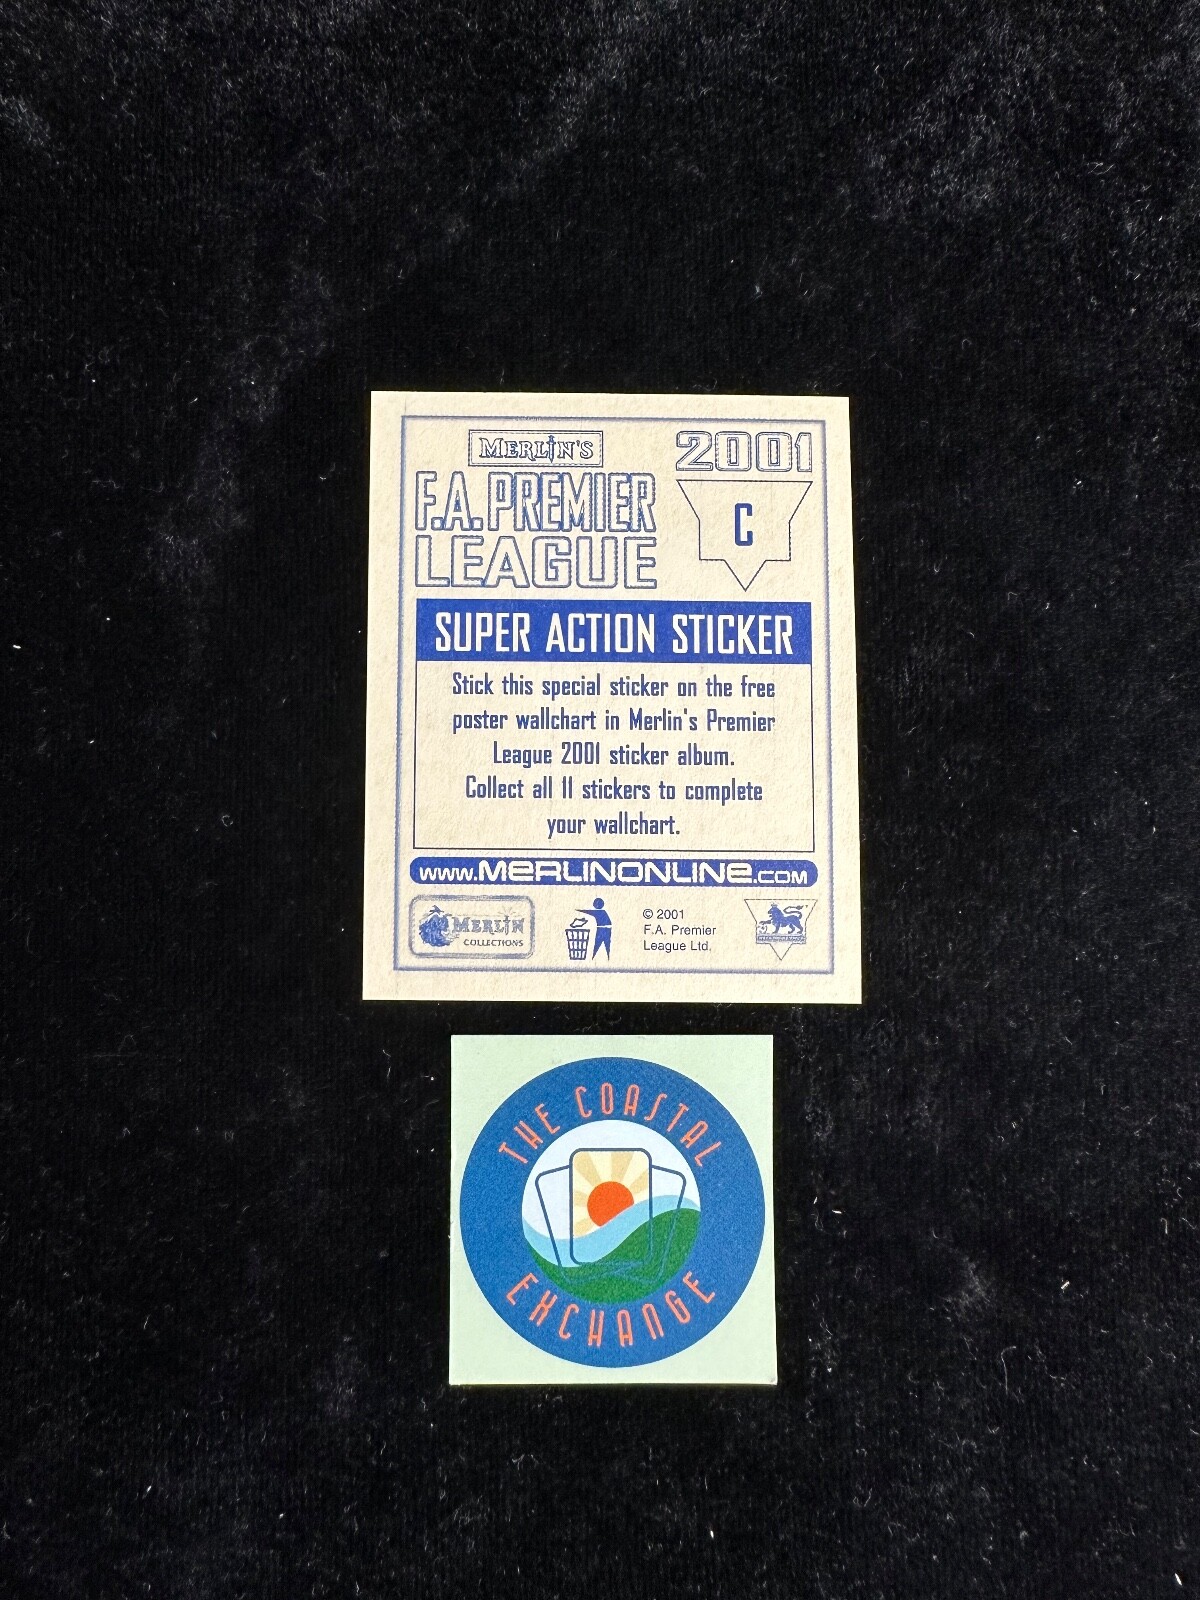 MERLIN'S
F.A. PREMIER
LEAGUE
2001
C
SUPER ACTION STICKER
Stick this special sticker on the free
poster wallchart in Merlin's Premier
League 2001 sticker album.
Collect all 11 stickers to complete
your wallchart.
www.MERLINONLINE.COM
MERLIN
COLLECTIONS
© 2001
F.A. Premier
League Ltd.
THE COASTAL
EXCHANGE